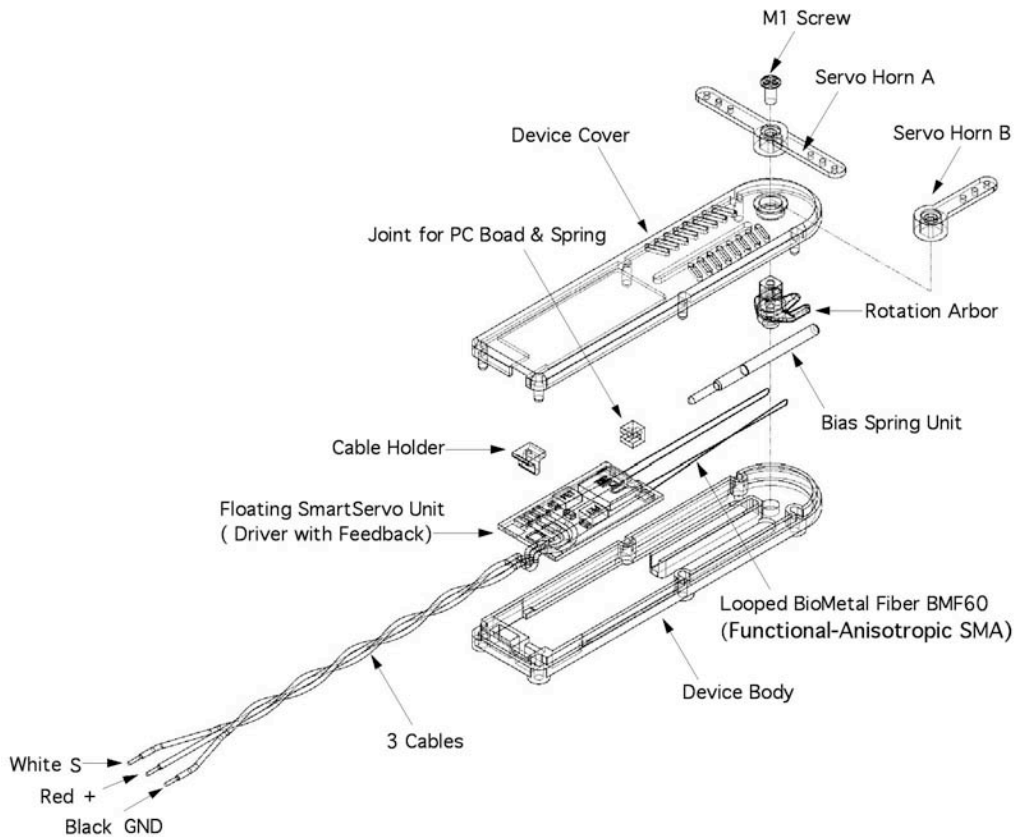 M1 Screw
Servo Horn A
Device Cover
Servo Horn B
Joint for PC Boad & Spring
Rotation Arbor
Bias Spring Unit
Cable Holder
Floating SmartServo Unit
( Driver with Feedback)
Looped BioMetal Fiber BMF60
(Functional-Anisotropic SMA)
Device Body
3 Cables
White S
Red +
Black GND